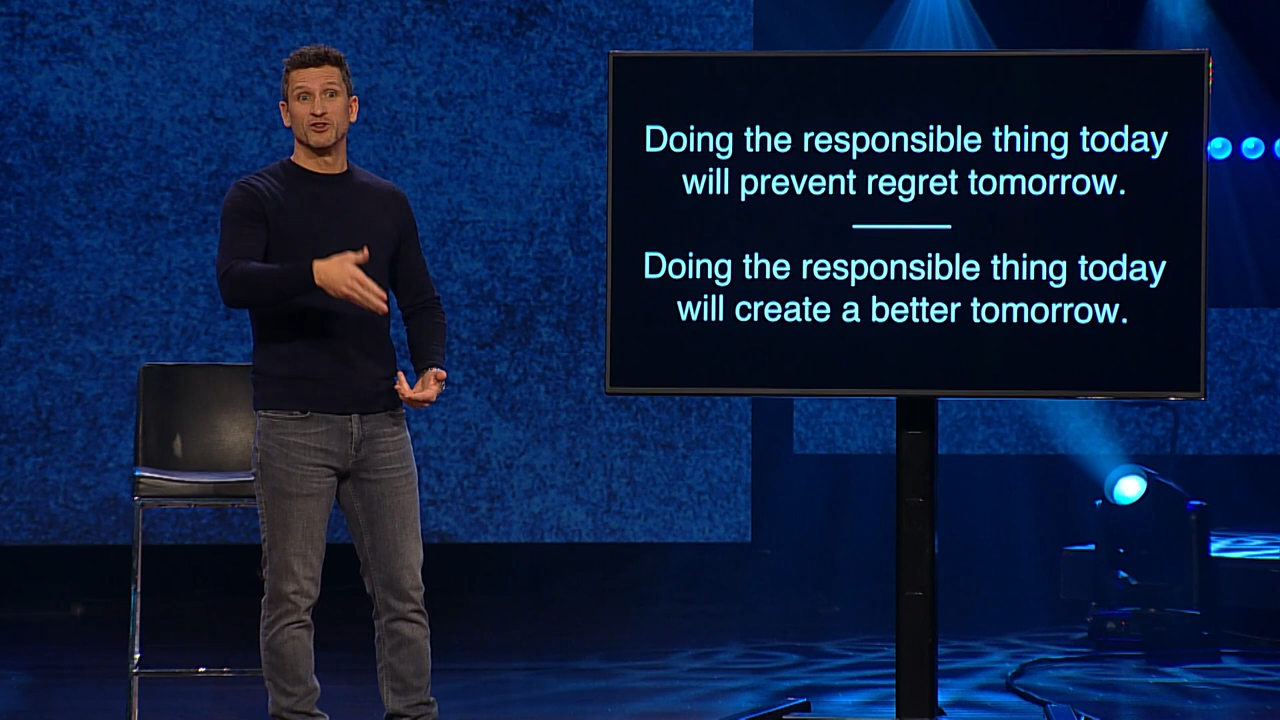 Doing the responsible thing today
will prevent regret tomorrow.
Doing the responsible thing today
will create a better tomorrow.